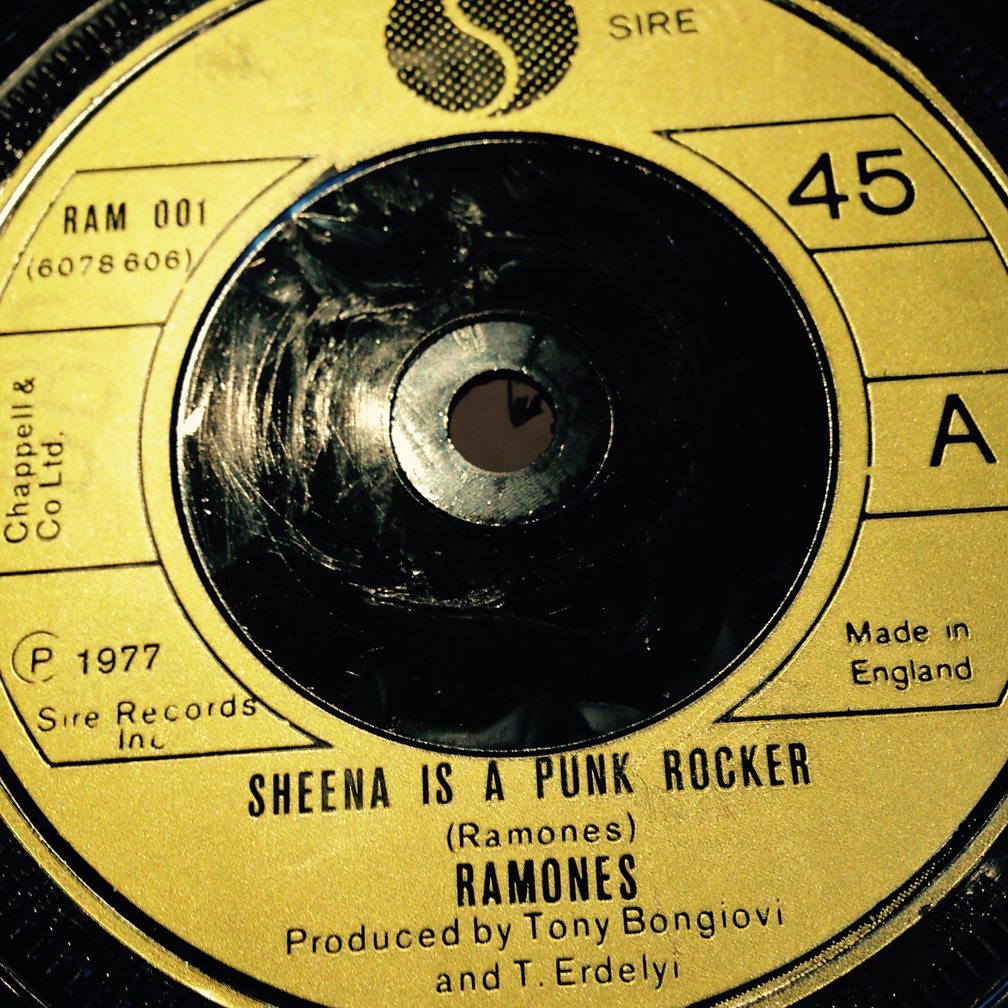 SIRE
RAM 001
(6078 606)
45
Chappell &
Co Ltd.
A
℗ 1977
Sire Records
Inc
Made in
England
SHEENA IS A PUNK ROCKER
(Ramones)
RAMONES
Produced by Tony Bongiovi
and T. Erdelyi